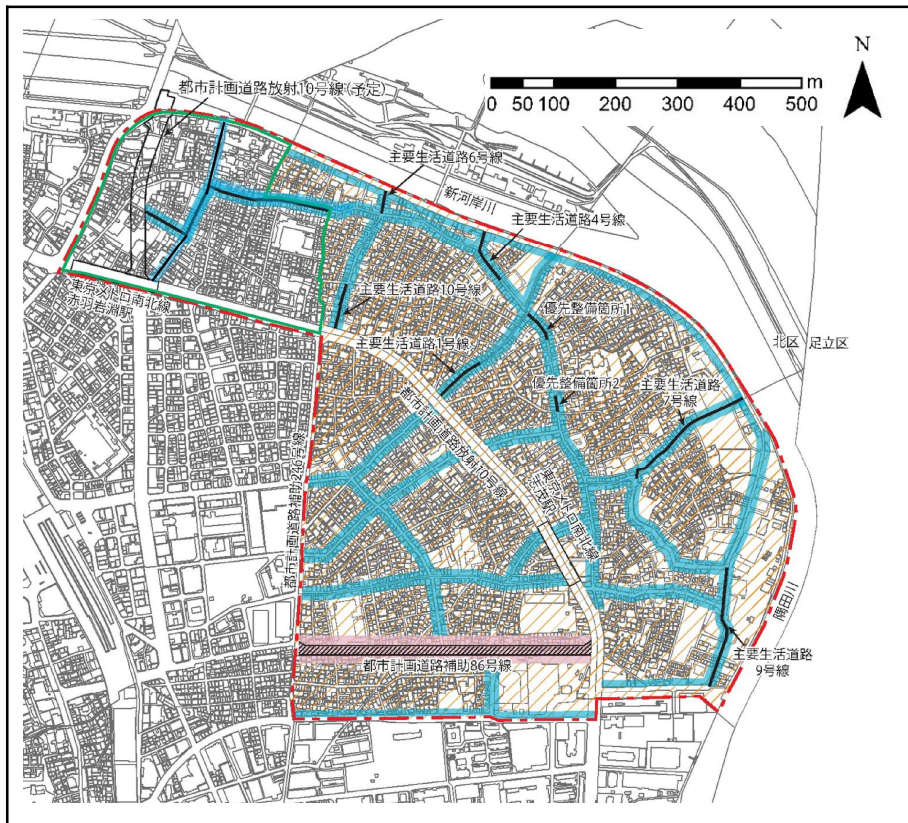 N
m
0 50 100 200 300 400 500
都市計画道路放射10号線(予定)
主要生活道路6号線
新河岸川
主要生活道路4号線
東京メトロ南北線
赤羽岩淵駅
主要生活道路10号線
優先整備箇所1
主要生活道路1号線
北区 足立区
優先整備箇所2
主要生活道路
7号線
都市計画道路放射10号線
東京メトロ南北線
志茂駅
都市計画道路補助246号線
隅田川
主要生活道路
9号線
都市計画道路補助86号線